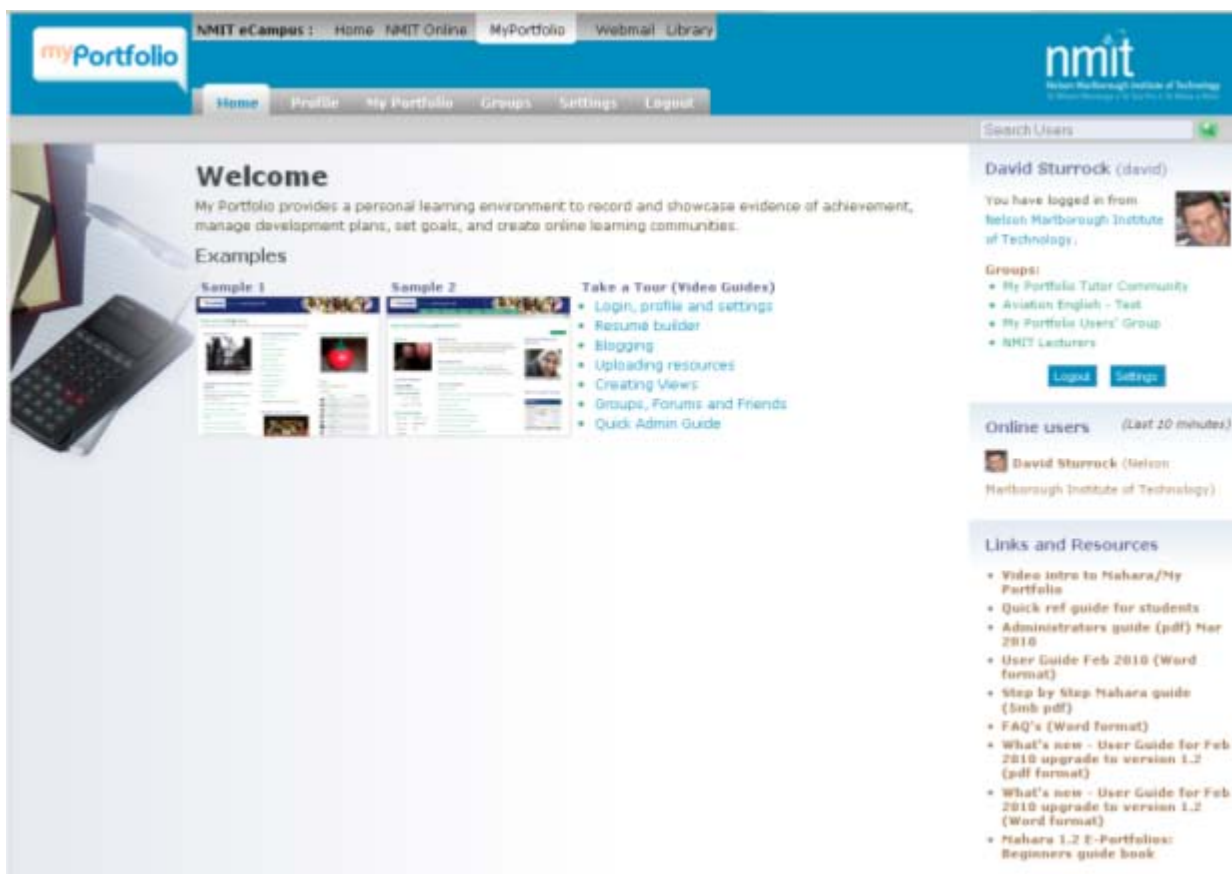 NMIT eCampus : Home NMIT Online MyPortfolio Webmail Library
myPortfolio
nmit
Nelson Marlborough Institute of Technology
Home Profile My Portfolio Groups Settings Logout
Search Users
Welcome
My Portfolio provides a personal learning environment to record and showcase evidence of achievement,
manage development plans, set goals, and create online learning communities.
Examples
Sample 1
Sample 2
Take a Tour (Video Guides)
Login, profile and settings
Resume builder
Blogging
Uploading resources
Creating Views
Groups, Forums and Friends
Quick Admin Guide
David Sturrock (david)
You have logged in from
Nelson Marlborough Institute
of Technology.
Groups:
My Portfolio Tutor Community
Aviation English - Test
My Portfolio Users' Group
NMIT Lecturers
Logout Settings
Online users (Last 10 minutes)
David Sturrock (Nelson
Marlborough Institute of Technology)
Links and Resources
Video intro to Mahara/My
Portfolio
Quick ref guide for students
Administrators guide (pdf) Mar
2010
User Guide Feb 2010 (Word
format)
Step by Step Mahara guide
(5mb pdf)
FAQ's (Word format)
What's new - User Guide for Feb
2010 upgrade to version 1.2
(pdf format)
What's new - User Guide for Feb
2010 upgrade to version 1.2
(Word format)
Mahara 1.2 E-Portfolios:
Beginners guide book